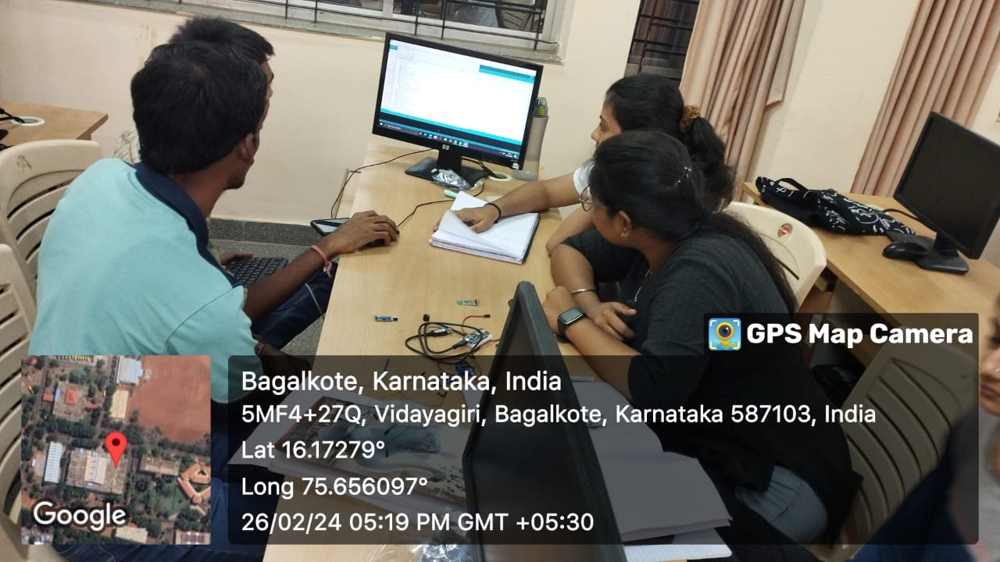 GPS Map Camera
Bagalkote, Karnataka, India
5MF4+27Q, Vidayagiri, Bagalkote, Karnataka 587103, India
Lat 16.17279°
Long 75.656097°
26/02/24 05:19 PM GMT +05:30
Google